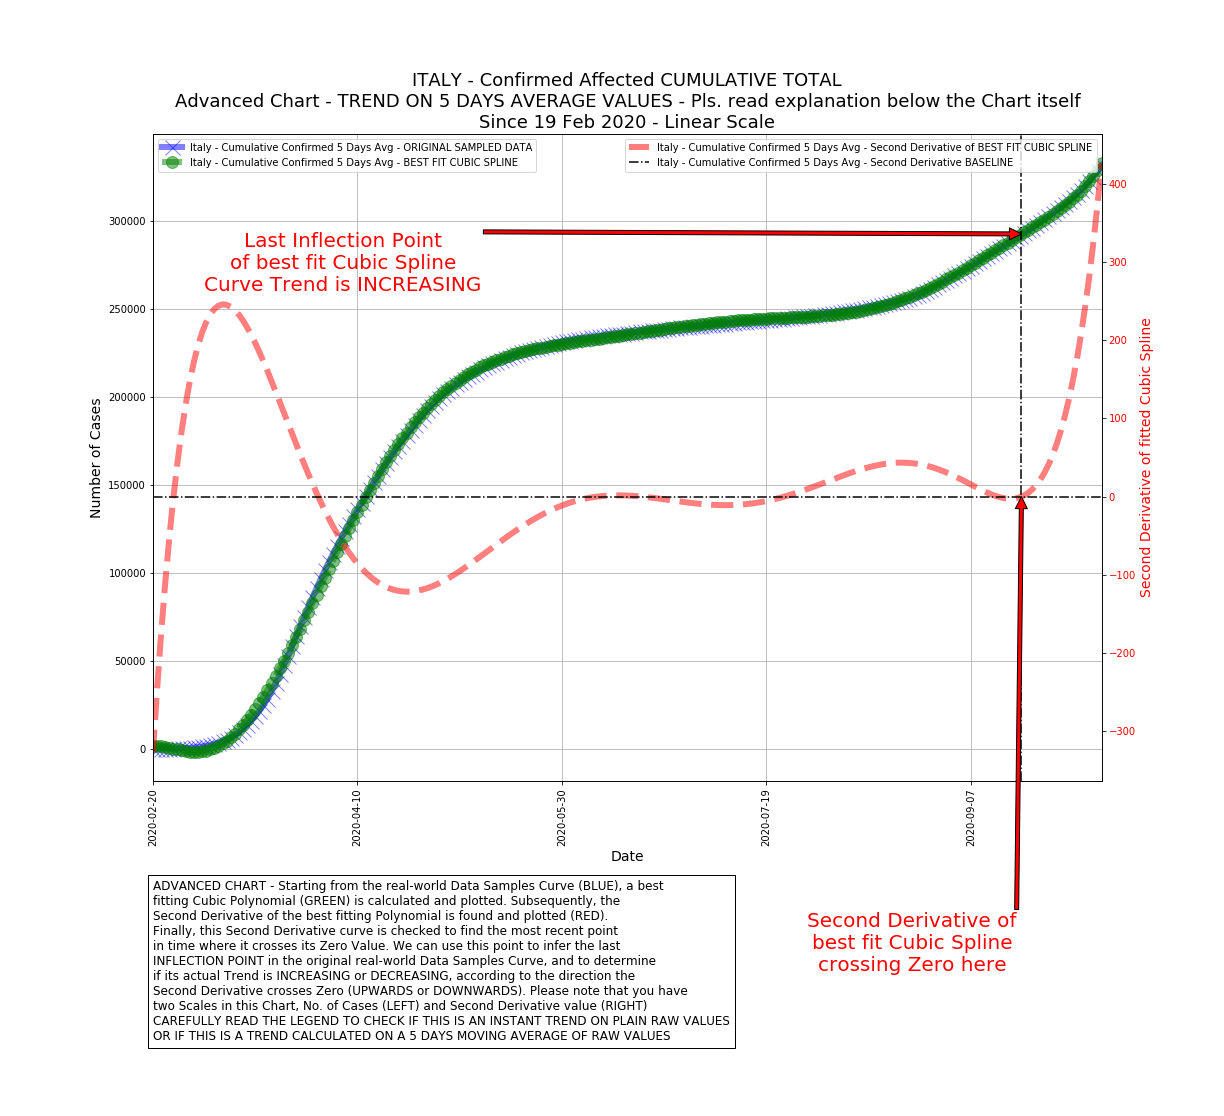 ITALY - Confirmed Affected CUMULATIVE TOTAL
Advanced Chart - TREND ON 5 DAYS AVERAGE VALUES - Pls. read explanation below the Chart itself
Since 19 Feb 2020 - Linear Scale
Italy - Cumulative Confirmed 5 Days Avg - ORIGINAL SAMPLED DATA
Italy - Cumulative Confirmed 5 Days Avg - BEST FIT CUBIC SPLINE
Italy - Cumulative Confirmed 5 Days Avg - Second Derivative of BEST FIT CUBIC SPLINE
Italy - Cumulative Confirmed 5 Days Avg - Second Derivative BASELINE
Last Inflection Point
of best fit Cubic Spline
Curve Trend is INCREASING
Number of Cases
300000
250000
200000
150000
100000
50000
0
400
300
200
100
0
−100
−200
−300
Second Derivative of fitted Cubic Spline
2020-02-20
2020-04-10
2020-05-30
2020-07-19
2020-09-07
Date
ADVANCED CHART - Starting from the real-world Data Samples Curve (BLUE), a best
fitting Cubic Polynomial (GREEN) is calculated and plotted. Subsequently, the
Second Derivative of the best fitting Polynomial is found and plotted (RED).
Finally, this Second Derivative curve is checked to find the most recent point
in time where it crosses its Zero Value. We can use this point to infer the last
INFLECTION POINT in the original real-world Data Samples Curve, and to determine
if its actual Trend is INCREASING or DECREASING, according to the direction the
Second Derivative crosses Zero (UPWARDS or DOWNWARDS). Please note that you have
two Scales in this Chart, No. of Cases (LEFT) and Second Derivative value (RIGHT)
CAREFULLY READ THE LEGEND TO CHECK IF THIS IS AN INSTANT TREND ON PLAIN RAW VALUES
OR IF THIS IS A TREND CALCULATED ON A 5 DAYS MOVING AVERAGE OF RAW VALUES
Second Derivative of
best fit Cubic Spline
crossing Zero here